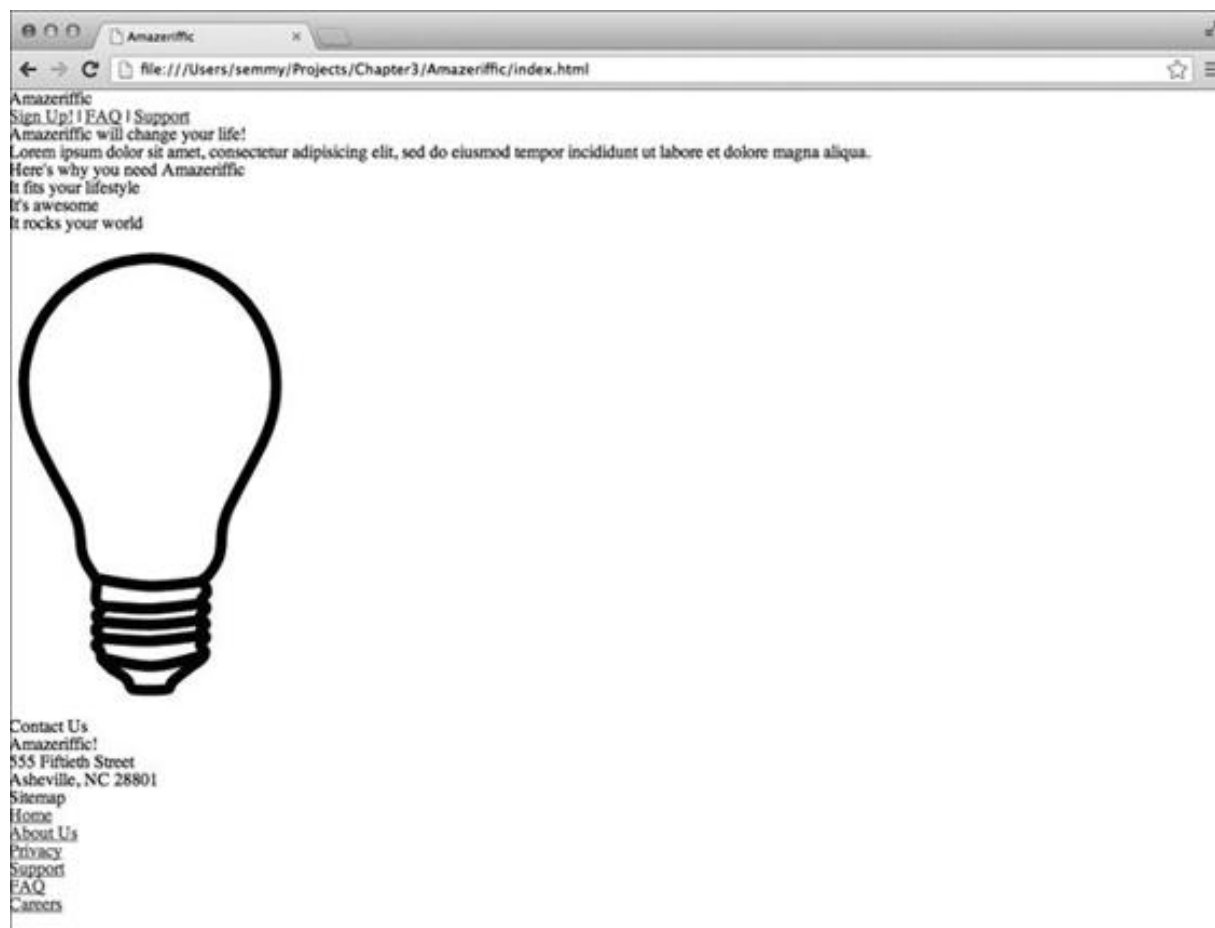 Amazeriffic
file:///Users/semmy/Projects/Chapter3/Amazeriffic/index.html
Amazeriffic
Sign Up! | FAQ | Support
Amazeriffic will change your life!
Lorem ipsum dolor sit amet, consectetur adipisicing elit, sed do eiusmod tempor incididunt ut labore et dolore magna aliqua.
Here's why you need Amazeriffic
It fits your lifestyle
It's awesome
It rocks your world
Contact Us
Amazeriffic!
555 Fiftieth Street
Asheville, NC 28801
Sitemap
Home
About Us
Privacy
Support
FAQ
Careers